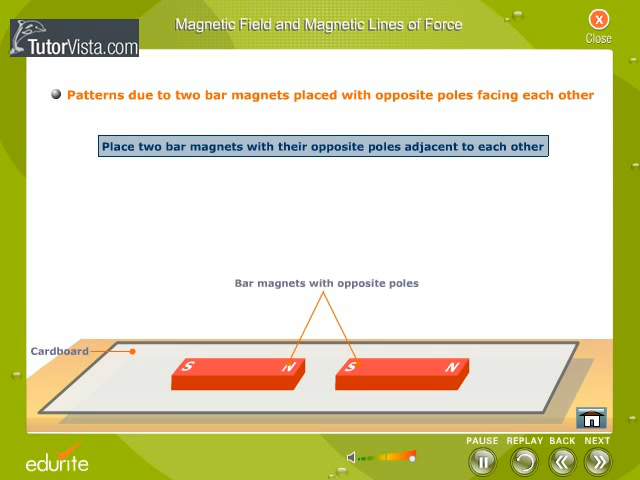 Magnetic Field and Magnetic Lines of Force
Close
TutorVista.com
Patterns due to two bar magnets placed with opposite poles facing each other
Place two bar magnets with their opposite poles adjacent to each other
Bar magnets with opposite poles
Cardboard
S N S N
PAUSE REPLAY BACK NEXT
edurite